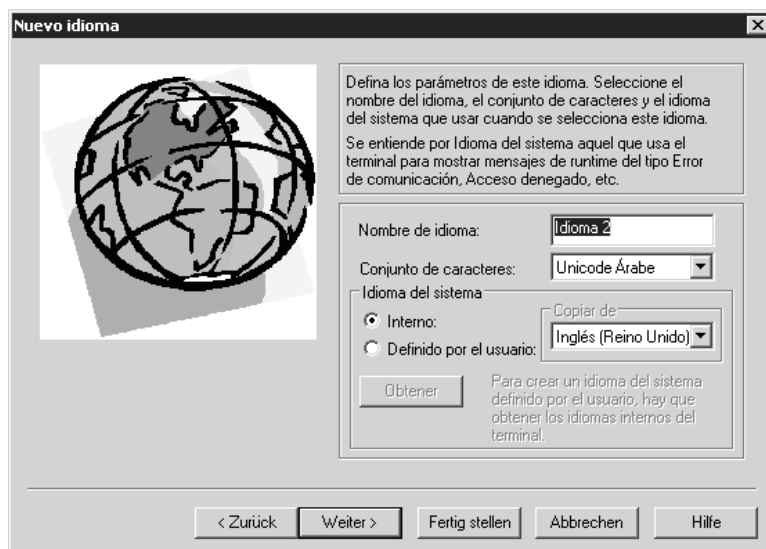 Nuevo idioma
Defina los parámetros de este idioma. Seleccione el
nombre del idioma, el conjunto de caracteres y el idioma
del sistema que usar cuando se selecciona este idioma.
Se entiende por Idioma del sistema aquel que usa el
terminal para mostrar mensajes de runtime del tipo Error
de comunicación, Acceso denegado, etc.
Nombre de idioma: Idioma 2
Conjunto de caracteres: Unicode Árabe
Idioma del sistema
Copiar de
Interno:
Inglés (Reino Unido)
Definido por el usuario:
Obtener
Para crear un idioma del sistema
definido por el usuario, hay que
obtener los idiomas internos del
terminal.
< Zurück Weiter > Fertig stellen Abbrechen Hilfe